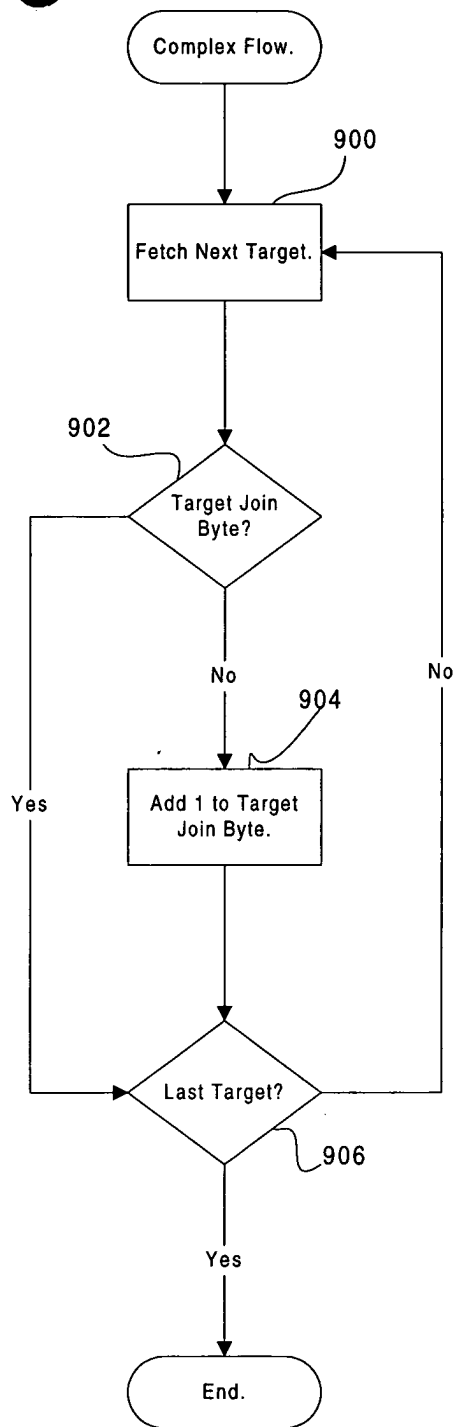 Complex Flow.
900
Fetch Next Target.
902
Target Join
Byte?
No
No
904
Yes
Add 1 to Target
Join Byte.
Last Target?
906
Yes
End.